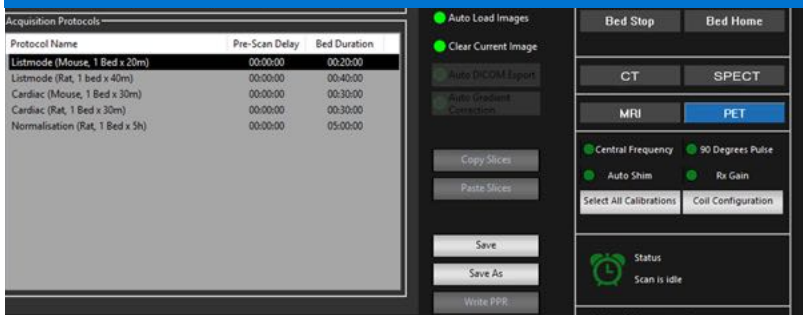 Acquisition Protocols
Protocol Name Pre-Scan Delay Bed Duration
Listmode (Mouse, 1 Bed x 20m) 00:00:00 00:20:00
Listmode (Rat, 1 bed x 40m) 00:00:00 00:40:00
Cardiac (Mouse, 1 Bed x 30m) 00:00:00 00:30:00
Cardiac (Rat, 1 Bed x 30m) 00:00:00 00:30:00
Normalisation (Rat, 1 Bed x 5h) 00:00:00 05:00:00
Auto Load Images
Clear Current Image
Auto DICOM Export
Auto Gradient
Correction
Copy Slices
Paste Slices
Save
Save As
Write PPR
Bed Stop Bed Home
CT SPECT
MRI PET
Central Frequency 90 Degrees Pulse
Auto Shim Rx Gain
Select All Calibrations Coil Configuration
Status
Scan is idle